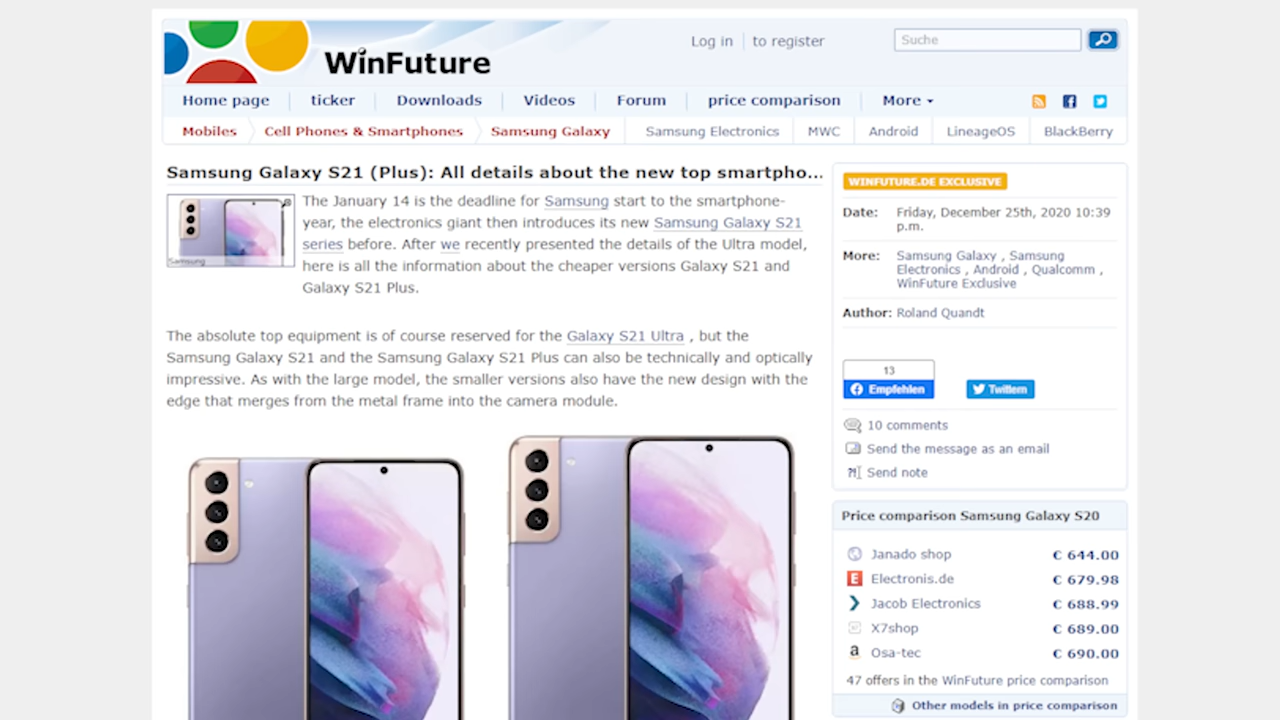 WinFuture
Log in
to register
Suche
Home page
ticker
Downloads
Videos
Forum
price comparison
More
Mobiles
Cell Phones & Smartphones
Samsung Galaxy
Samsung Electronics
MWC
Android
LineageOS
BlackBerry
Samsung Galaxy S21 (Plus): All details about the new top smartpho...
Samsung
The January 14 is the deadline for Samsung start to the smartphone-
year, the electronics giant then introduces its new Samsung Galaxy S21
series before. After we recently presented the details of the Ultra model,
here is all the information about the cheaper versions Galaxy S21 and
Galaxy S21 Plus.
The absolute top equipment is of course reserved for the Galaxy S21 Ultra , but the
Samsung Galaxy S21 and the Samsung Galaxy S21 Plus can also be technically and optically
impressive. As with the large model, the smaller versions also have the new design with the
edge that merges from the metal frame into the camera module.
WINFUTURE.DE EXCLUSIVE
Date: Friday, December 25th, 2020 10:39
p.m.
More: Samsung Galaxy , Samsung
Electronics , Android , Qualcomm ,
WinFuture Exclusive
Author: Roland Quandt
13
Empfehlen
Twittern
10 comments
Send the message as an email
Send note
Price comparison Samsung Galaxy S20
Janado shop € 644.00
Electronis.de € 679.98
Jacob Electronics € 688.99
X7shop € 689.00
Osa-tec € 690.00
47 offers in the WinFuture price comparison
Other models in price comparison